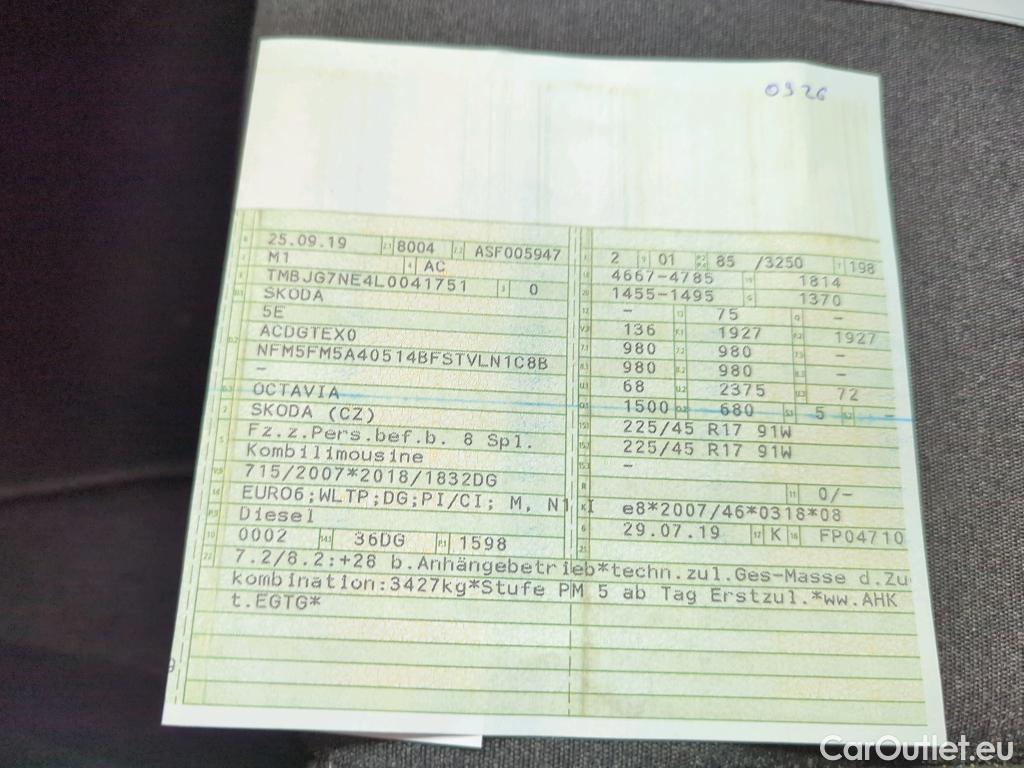 0926
25.09.19 8004 ASF005947
M1 AC
TMBJG7NE4L0041751 0
SKODA
5E
ACDGTEX0
NFM5FM5A40514BFSTVLN1C8B
-
OCTAVIA
SKODA (CZ)
Fz.z.Pers.bef.b. 8 Spl.
Kombilimousine
715/2007*2018/1832DG
EURO6;WLTP;DG;PI/CI; M, N1 I
Diesel
0002 36DG 1598
2 01 85 /3250 198
4667-4785 1814
1455-1495 1370
- 75 -
136 1927 1927
980 980 -
980 980 -
68 2375 72
1500 680 5 -
225/45 R17 91W
225/45 R17 91W
-
0/-
e8*2007/46*0318*08
29.07.19 K FP04710
7.2/8.2:+28 b.Anhängebetrieb*techn.zul.Ges-Masse d.Zu
kombination:3427kg*Stufe PM 5 ab Tag Erstzul.*ww.AHK
t.EGTG*
CarOutlet.eu